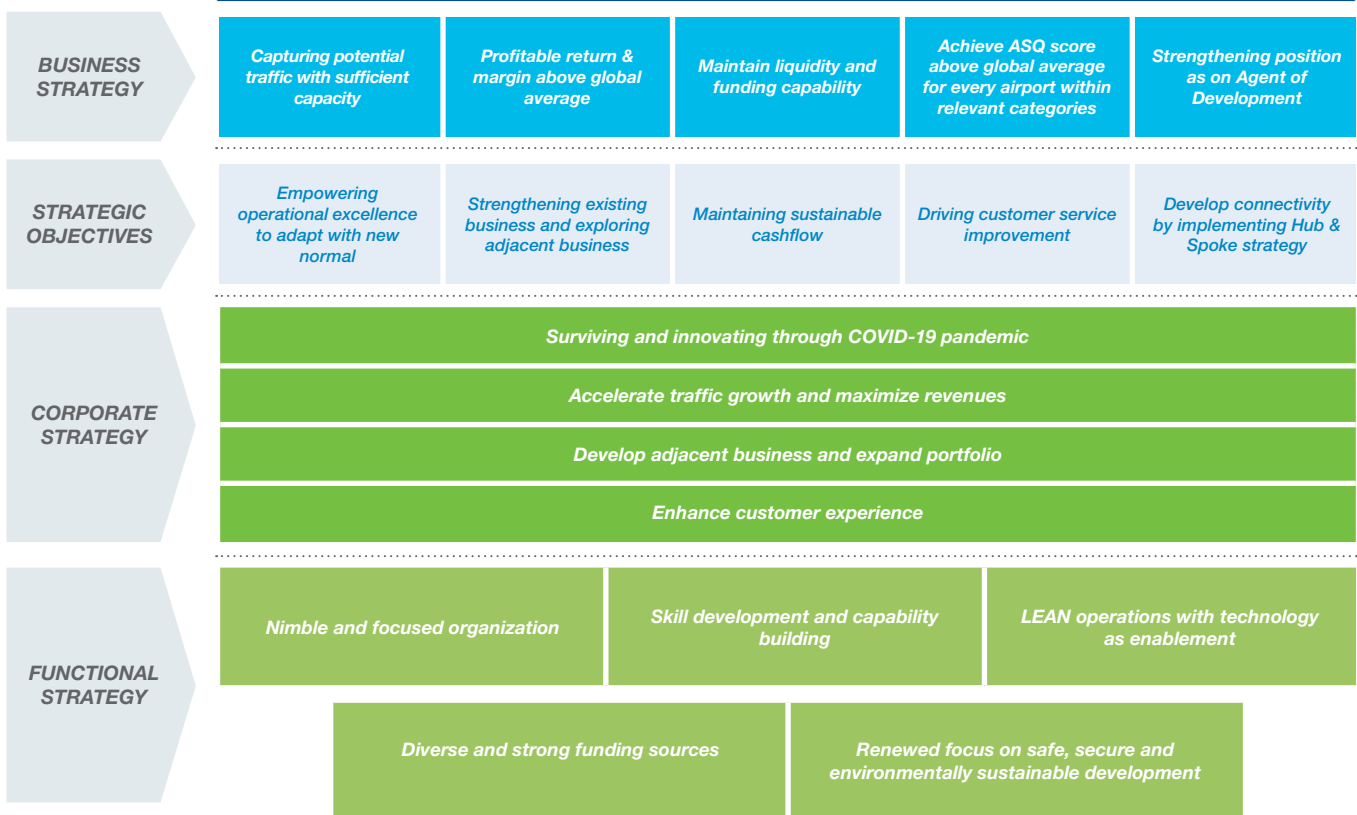 BUSINESS
STRATEGY
Capturing potential
traffic with sufficient
capacity
Profitable return &
margin above global
average
Maintain liquidity and
funding capability
Achieve ASQ score
above global average
for every airport within
relevant categories
Strengthening position
as on Agent of
Development
STRATEGIC
OBJECTIVES
Empowering
operational excellence
to adapt with new
normal
Strengthening existing
business and exploring
adjacent business
Maintaining sustainable
cashflow
Driving customer service
improvement
Develop connectivity
by implementing Hub &
Spoke strategy
CORPORATE
STRATEGY
Surviving and innovating through COVID-19 pandemic
Accelerate traffic growth and maximize revenues
Develop adjacent business and expand portfolio
Enhance customer experience
FUNCTIONAL
STRATEGY
Nimble and focused organization
Skill development and capability
building
LEAN operations with technology
as enablement
Diverse and strong funding sources
Renewed focus on safe, secure and
environmentally sustainable development